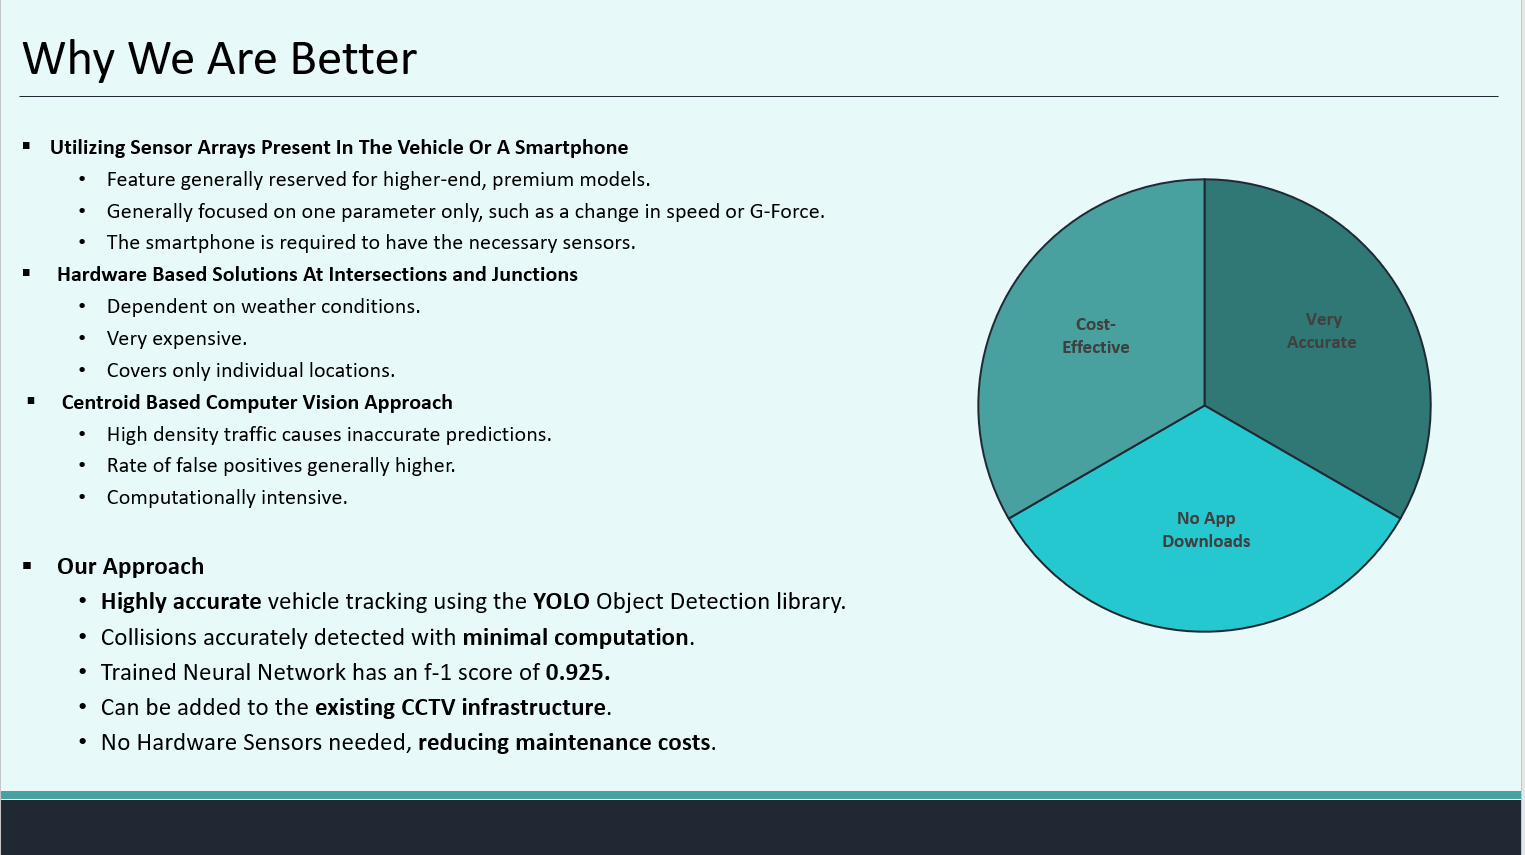 Why We Are Better
▪ Utilizing Sensor Arrays Present In The Vehicle Or A Smartphone
• Feature generally reserved for higher-end, premium models.
• Generally focused on one parameter only, such as a change in speed or G-Force.
• The smartphone is required to have the necessary sensors.
▪ Hardware Based Solutions At Intersections and Junctions
• Dependent on weather conditions.
• Very expensive.
• Covers only individual locations.
▪ Centroid Based Computer Vision Approach
• High density traffic causes inaccurate predictions.
• Rate of false positives generally higher.
• Computationally intensive.
▪ Our Approach
• Highly accurate vehicle tracking using the YOLO Object Detection library.
• Collisions accurately detected with minimal computation.
• Trained Neural Network has an f-1 score of 0.925.
• Can be added to the existing CCTV infrastructure.
• No Hardware Sensors needed, reducing maintenance costs.
Cost-
Effective
Very
Accurate
No App
Downloads